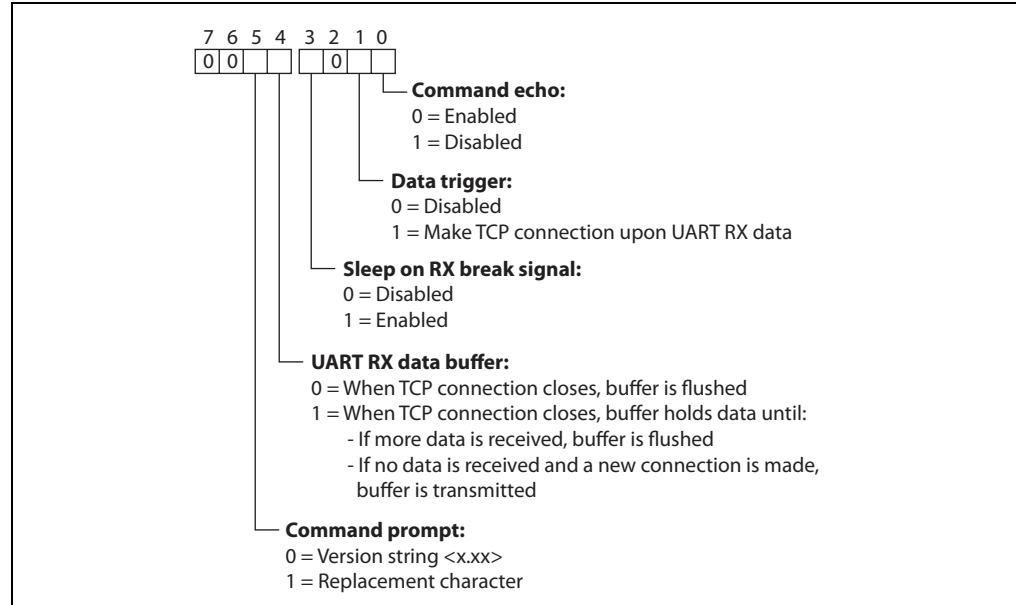 7 6 5 4 3 2 1 0
0 0 0
Command echo:
0 = Enabled
1 = Disabled
Data trigger:
0 = Disabled
1 = Make TCP connection upon UART RX data
Sleep on RX break signal:
0 = Disabled
1 = Enabled
UART RX data buffer:
0 = When TCP connection closes, buffer is flushed
1 = When TCP connection closes, buffer holds data until:
- If more data is received, buffer is flushed
- If no data is received and a new connection is made,
buffer is transmitted
Command prompt:
0 = Version string <x.xx>
1 = Replacement character